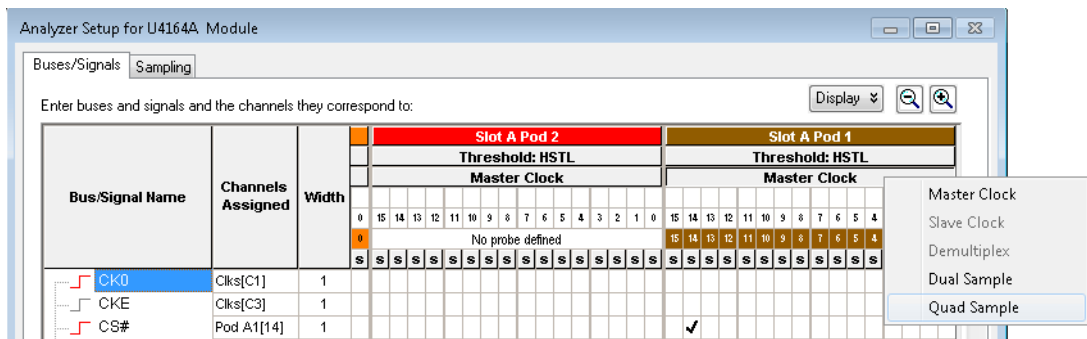 Analyzer Setup for U4164A Module
Buses/Signals Sampling
Enter buses and signals and the channels they correspond to:
Display
Slot A Pod 2 Slot A Pod 1
Threshold: HSTL Threshold: HSTL
Master Clock Master Clock
Bus/Signal Name Channels Assigned Width
0 15 14 13 12 11 10 9 8 7 6 5 4 3 2 1 0 15 14 13 12 11 10 9 8 7 6 5 4
0 No probe defined 15 14 13 12 11 10 9 8 7 6 5 4
S S S S S S S S S S S S S S S S S S S S S S S S S S S S S
CK0 Clks[C1] 1
CKE Clks[C3] 1
CS# Pod A1[14] 1
Master Clock
Slave Clock
Demultiplex
Dual Sample
Quad Sample